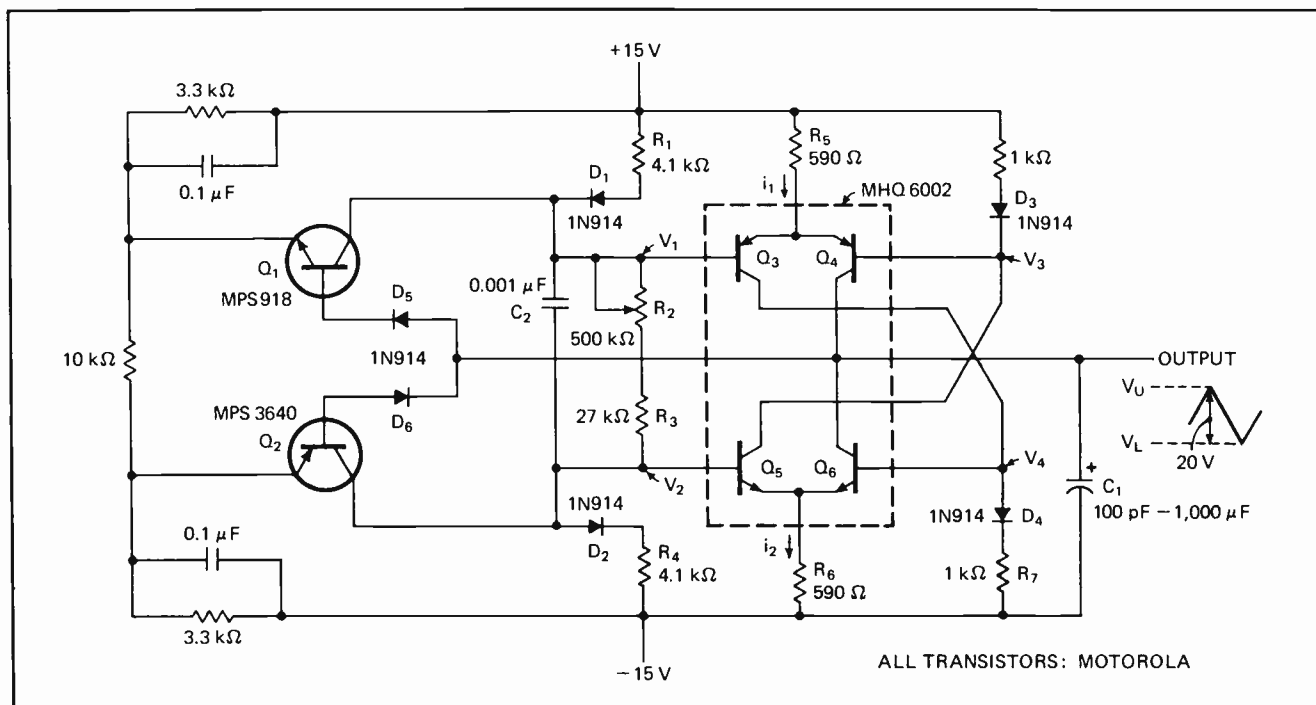 +15 V
3.3 kΩ
0.1 μF
R₁
4.1 kΩ
R₅
590 Ω
1 kΩ
D₁
1N914
i₁
MHQ 6002
D₃
1N914
Q₁
MPS 918
V₁
Q₃
Q₄
V₃
0.001 μF
C₂
R₂
500 kΩ
D₅
1N914
D₆
10 kΩ
OUTPUT
V_U
V_L
20 V
MPS 3640
Q₂
27 kΩ
R₃
V₂
Q₅
Q₆
V₄
+
C₁
100 pF – 1,000 μF
1N914
D₂
1N914
D₄
0.1 μF
R₄
4.1 kΩ
i₂
R₆
590 Ω
1 kΩ
R₇
3.3 kΩ
–15 V
ALL TRANSISTORS: MOTOROLA